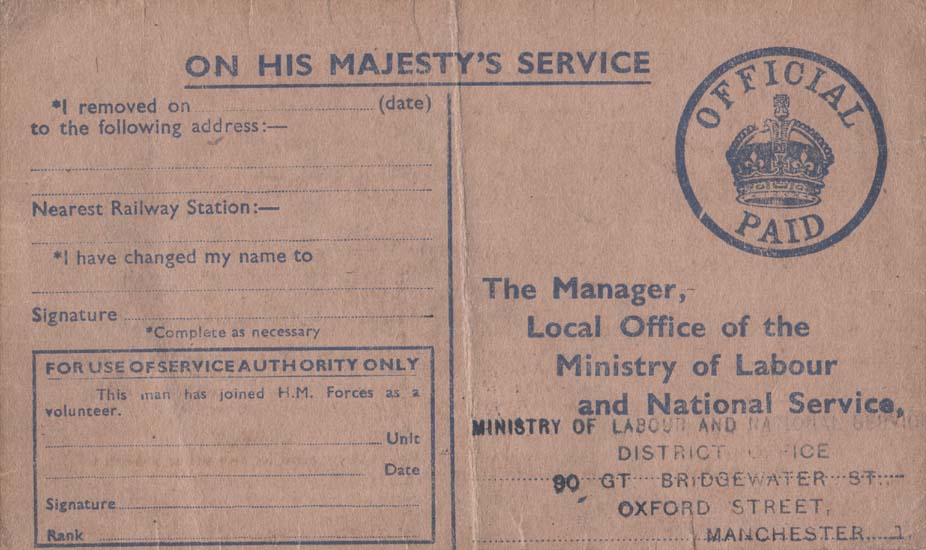 ON HIS MAJESTY'S SERVICE
*I removed on (date)
to the following address:—
Nearest Railway Station:—
*I have changed my name to
Signature
*Complete as necessary
FOR USE OF SERVICE AUTHORITY ONLY
This man has joined H.M. Forces as a
volunteer.
Unit
Date
Signature
Rank
OFFICIAL
PAID
The Manager,
Local Office of the
Ministry of Labour
and National Service,
MINISTRY OF LABOUR AND NATIONAL SERVICE
DISTRICT OFFICE
90 GT BRIDGEWATER ST.,
OXFORD STREET,
MANCHESTER 1.